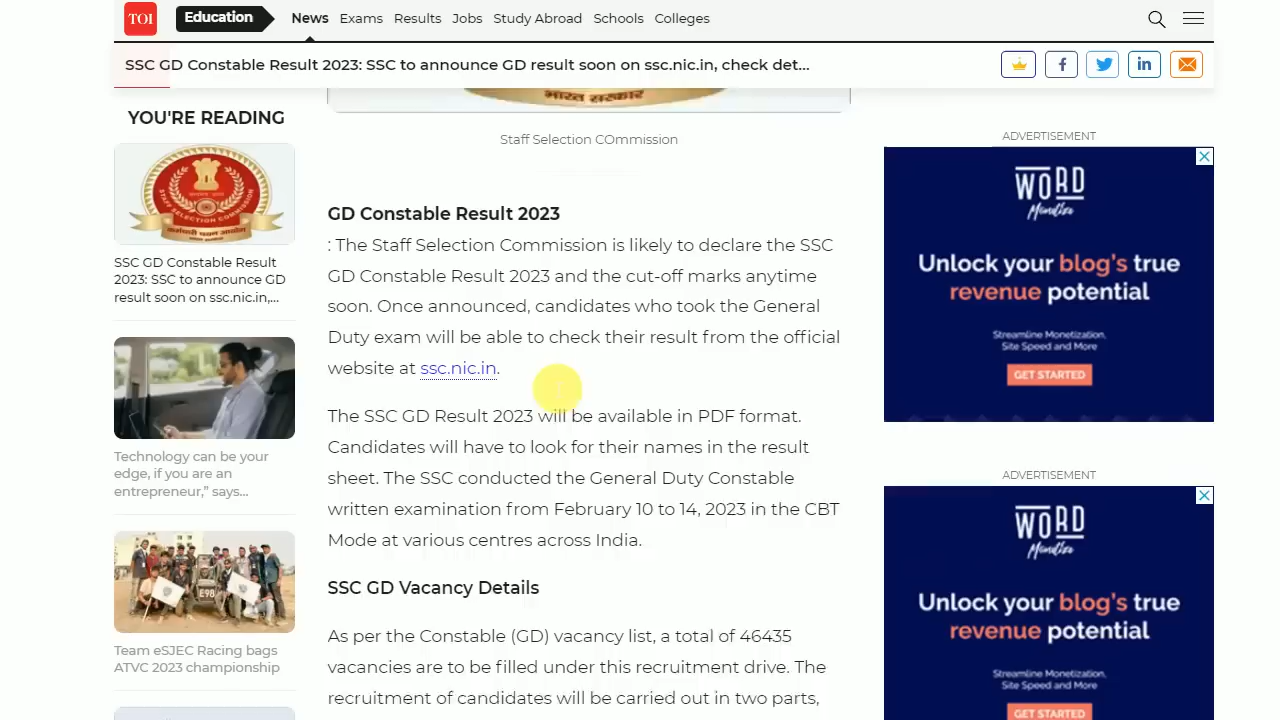 TOI
Education
News
Exams
Results
Jobs
Study Abroad
Schools
Colleges
SSC GD Constable Result 2023: SSC to announce GD result soon on ssc.nic.in, check det...
YOU'RE READING
STAFF SELECTION COMMISSION
SSC GD Constable Result
2023: SSC to announce GD
result soon on ssc.nic.in,...
Technology can be your
edge, if you are an
entrepreneur,” says...
E98
Team eSJEC Racing bags
ATVC 2023 championship
भारत सरकार
Staff Selection COmmission
GD Constable Result 2023
: The Staff Selection Commission is likely to declare the SSC
GD Constable Result 2023 and the cut-off marks anytime
soon. Once announced, candidates who took the General
Duty exam will be able to check their result from the official
website at ssc.nic.in.
The SSC GD Result 2023 will be available in PDF format.
Candidates will have to look for their names in the result
sheet. The SSC conducted the General Duty Constable
written examination from February 10 to 14, 2023 in the CBT
Mode at various centres across India.
SSC GD Vacancy Details
As per the Constable (GD) vacancy list, a total of 46435
vacancies are to be filled under this recruitment drive. The
recruitment of candidates will be carried out in two parts,
ADVERTISEMENT
WORD
Mindtze
Unlock your blog's true
revenue potential
Streamline Monetization,
Site Speed and More
GET STARTED
ADVERTISEMENT
WORD
Mindtze
Unlock your blog's true
revenue potential
Streamline Monetization,
Site Speed and More
GET STARTED